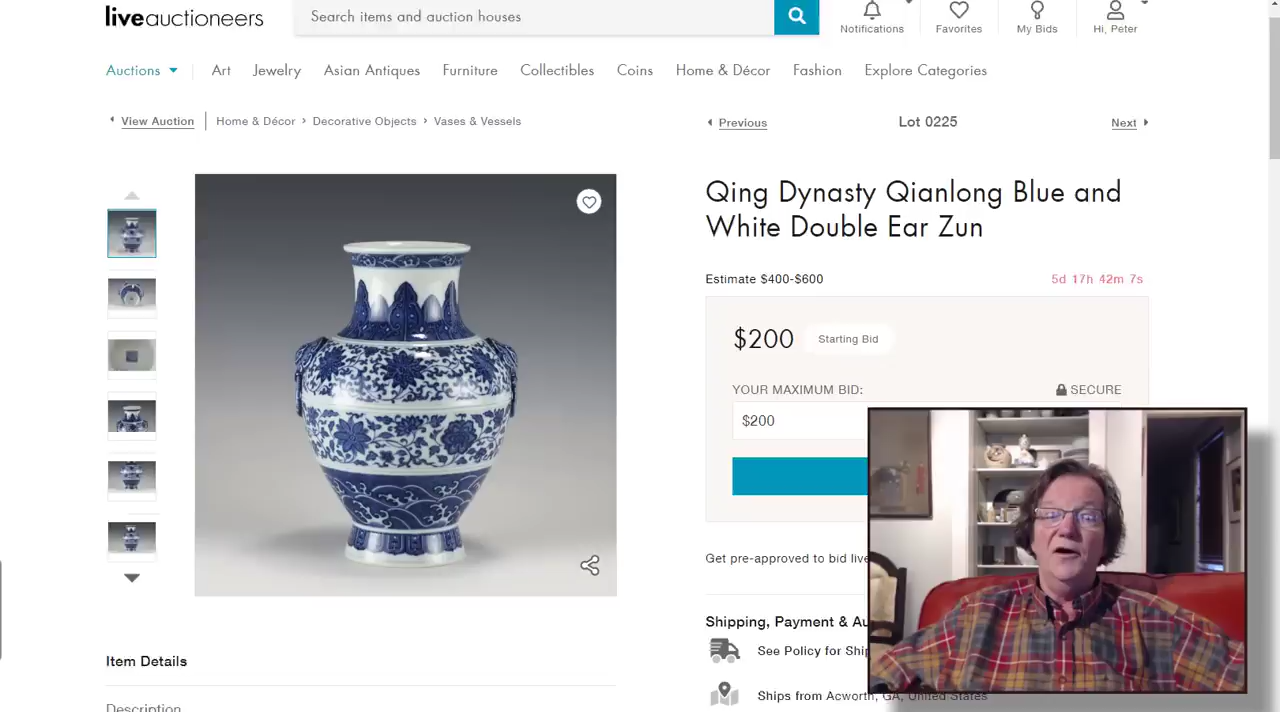 liveauctioneers
Search items and auction houses
Notifications
Favorites
My Bids
Hi, Peter
Auctions
Art
Jewelry
Asian Antiques
Furniture
Collectibles
Coins
Home & Décor
Fashion
Explore Categories
View Auction
Home & Décor › Decorative Objects › Vases & Vessels
Previous
Lot 0225
Next
Qing Dynasty Qianlong Blue and
White Double Ear Zun
Estimate $400-$600
5d 17h 42m 7s
$200
Starting Bid
YOUR MAXIMUM BID:
SECURE
$200
Get pre-approved to bid live
Shipping, Payment & Au
See Policy for Ship
Ships from Acworth, GA, United States
Item Details
Description